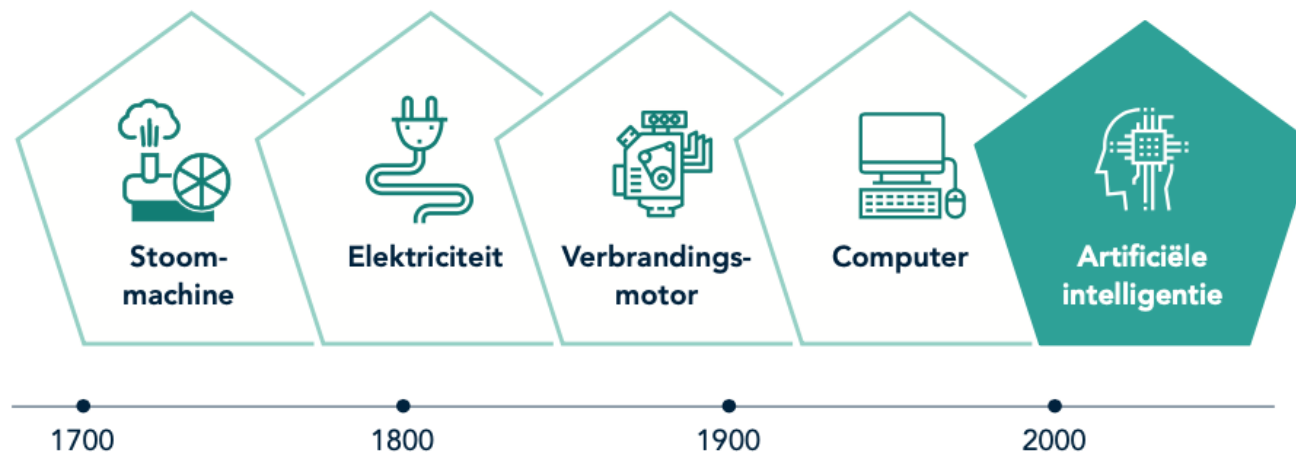 Stoom-
machine
Elektriciteit
Verbrandings-
motor
Computer
Artificiële
intelligentie
1700
1800
1900
2000